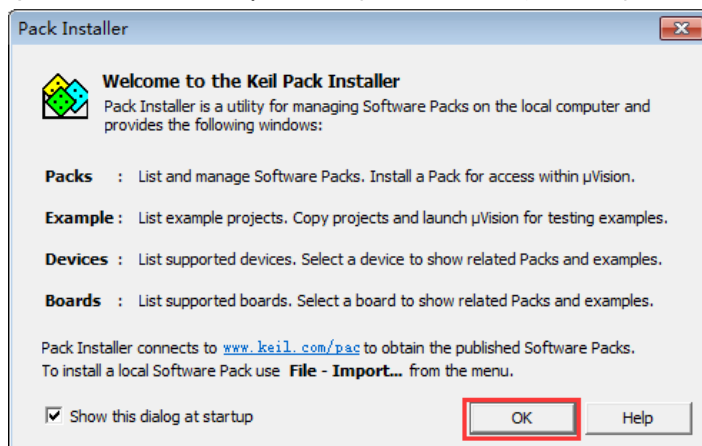 Pack Installer
Welcome to the Keil Pack Installer
Pack Installer is a utility for managing Software Packs on the local computer and
provides the following windows:
Packs : List and manage Software Packs. Install a Pack for access within µVision.
Example : List example projects. Copy projects and launch µVision for testing examples.
Devices : List supported devices. Select a device to show related Packs and examples.
Boards : List supported boards. Select a board to show related Packs and examples.
Pack Installer connects to www.keil.com/pac to obtain the published Software Packs.
To install a local Software Pack use File - Import... from the menu.
Show this dialog at startup
OK
Help